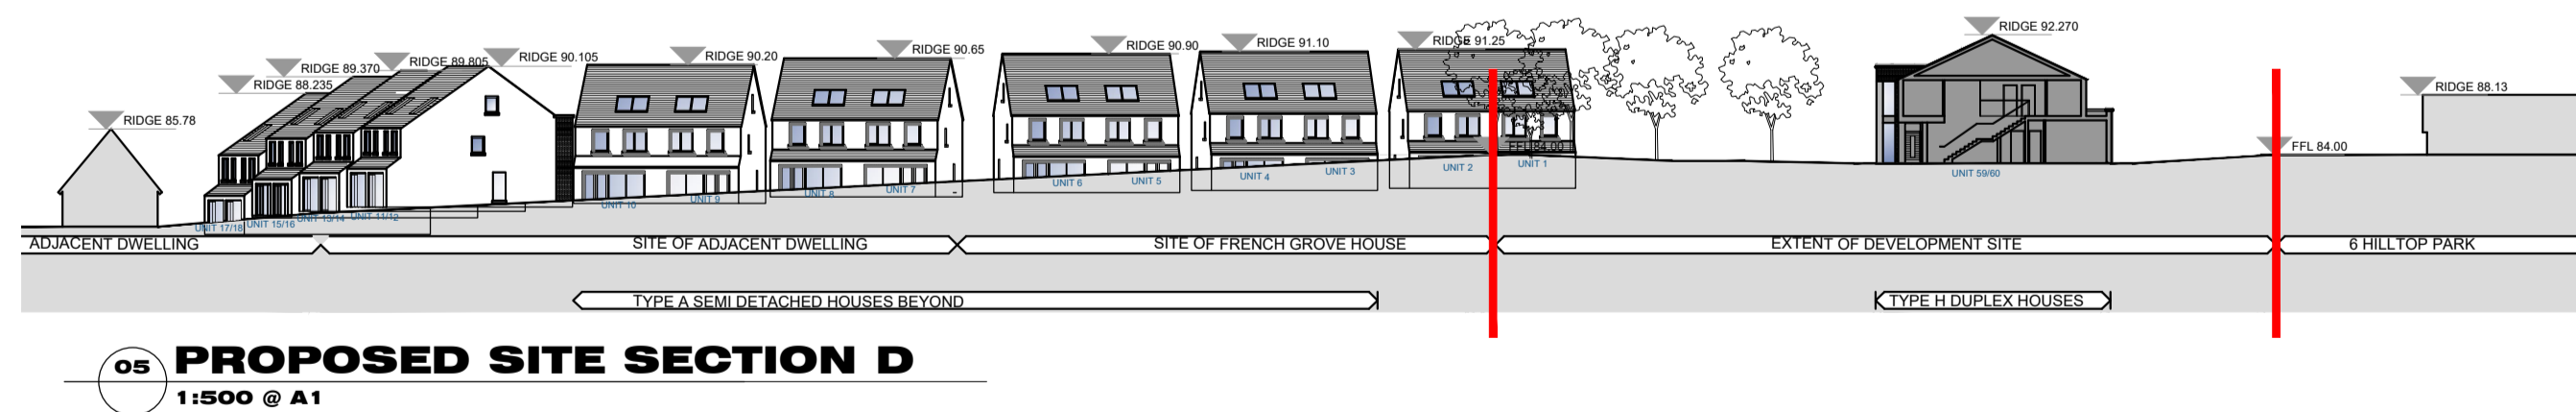 RIDGE 85.78
RIDGE 88.235
RIDGE 89.370
RIDGE 89.805
RIDGE 90.105
RIDGE 90.20
RIDGE 90.65
RIDGE 90.90
RIDGE 91.10
RIDGE 91.25
RIDGE 92.270
RIDGE 88.13
FFL 84.00
FFL 84.00
UNIT 17/18
UNIT 15/16
UNIT 13/14
UNIT 11/12
UNIT 10
UNIT 9
UNIT 8
UNIT 7
UNIT 6
UNIT 5
UNIT 4
UNIT 3
UNIT 2
UNIT 1
UNIT 59/60
ADJACENT DWELLING
SITE OF ADJACENT DWELLING
SITE OF FRENCH GROVE HOUSE
EXTENT OF DEVELOPMENT SITE
6 HILLTOP PARK
TYPE A SEMI DETACHED HOUSES BEYOND
TYPE H DUPLEX HOUSES
05 PROPOSED SITE SECTION D
1:500 @ A1